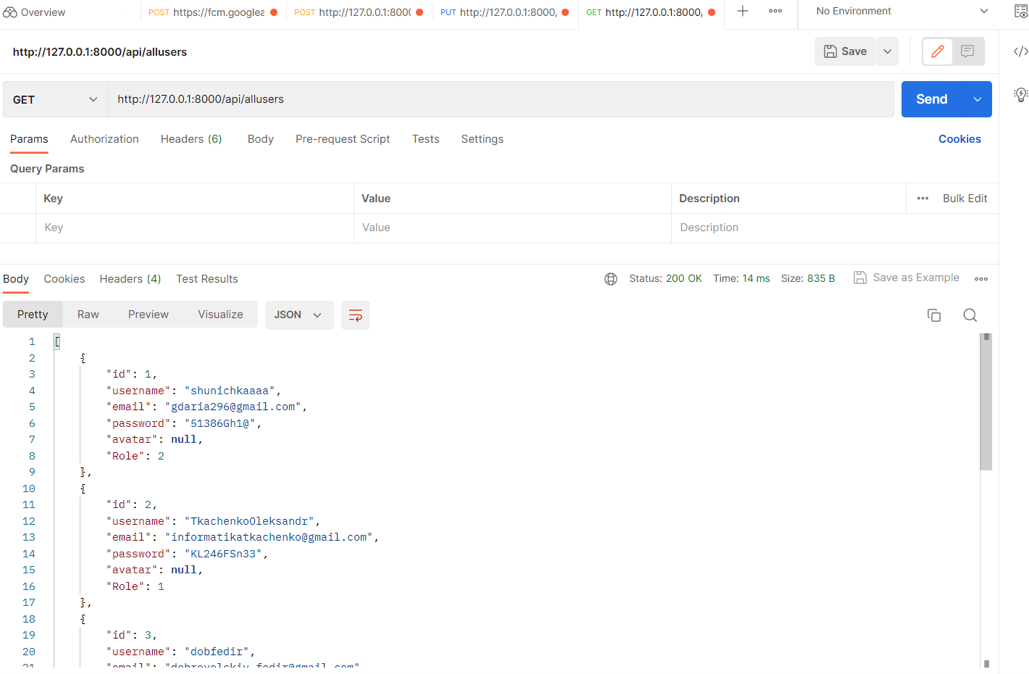 Overview POST https://fcm.googlea POST http://127.0.0.1:8000 PUT http://127.0.0.1:8000, GET http://127.0.0.1:8000, No Environment
http://127.0.0.1:8000/api/allusers Save
GET http://127.0.0.1:8000/api/allusers Send
Params Authorization Headers (6) Body Pre-request Script Tests Settings Cookies
Query Params
Key Value Description Bulk Edit
Key Value Description
Body Cookies Headers (4) Test Results Status: 200 OK Time: 14 ms Size: 835 B Save as Example
Pretty Raw Preview Visualize JSON
1 [
2 {
3 "id": 1,
4 "username": "shunichkaaaa",
5 "email": "gdaria296@gmail.com",
6 "password": "51386Gh1@",
7 "avatar": null,
8 "Role": 2
9 },
10 {
11 "id": 2,
12 "username": "TkachenkoOleksandr",
13 "email": "informatikatkachenko@gmail.com",
14 "password": "KL246FSn33",
15 "avatar": null,
16 "Role": 1
17 },
18 {
19 "id": 3,
20 "username": "dobfedir",
21 "email": "dobrovolskiy.fedir@gmail.com"